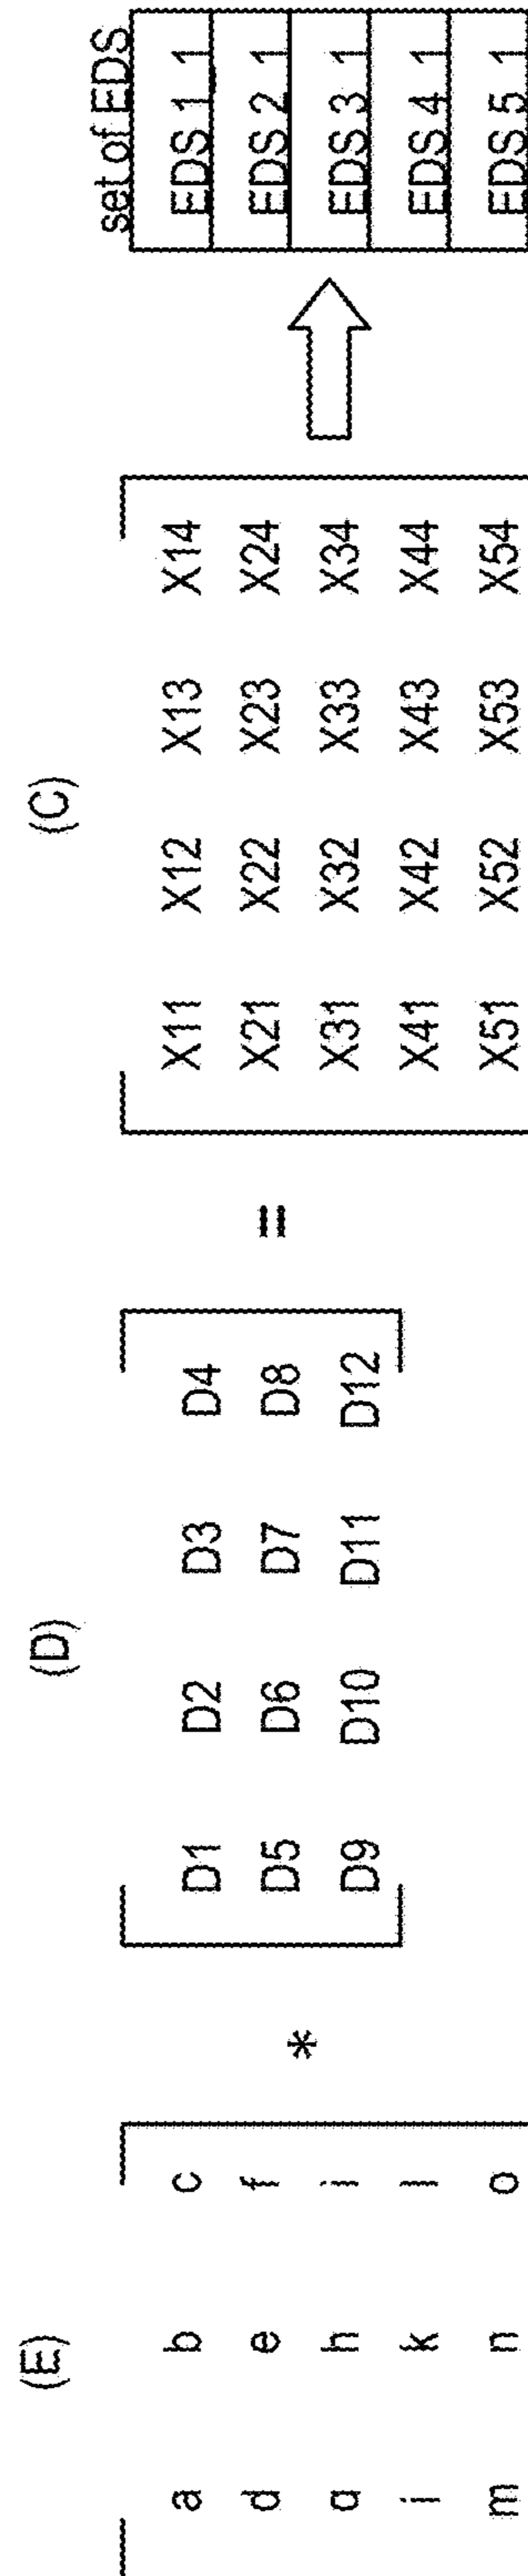 (E) (D) (C) set of EDS
a b c D1 D2 D3 D4 X11 X12 X13 X14 EDS 1_1
d e f * D5 D6 D7 D8 = X21 X22 X23 X24 EDS 2_1
g h i D9 D10 D11 D12 X31 X32 X33 X34 EDS 3_1
j k l X41 X42 X43 X44 EDS 4_1
m n o X51 X52 X53 X54 EDS 5_1